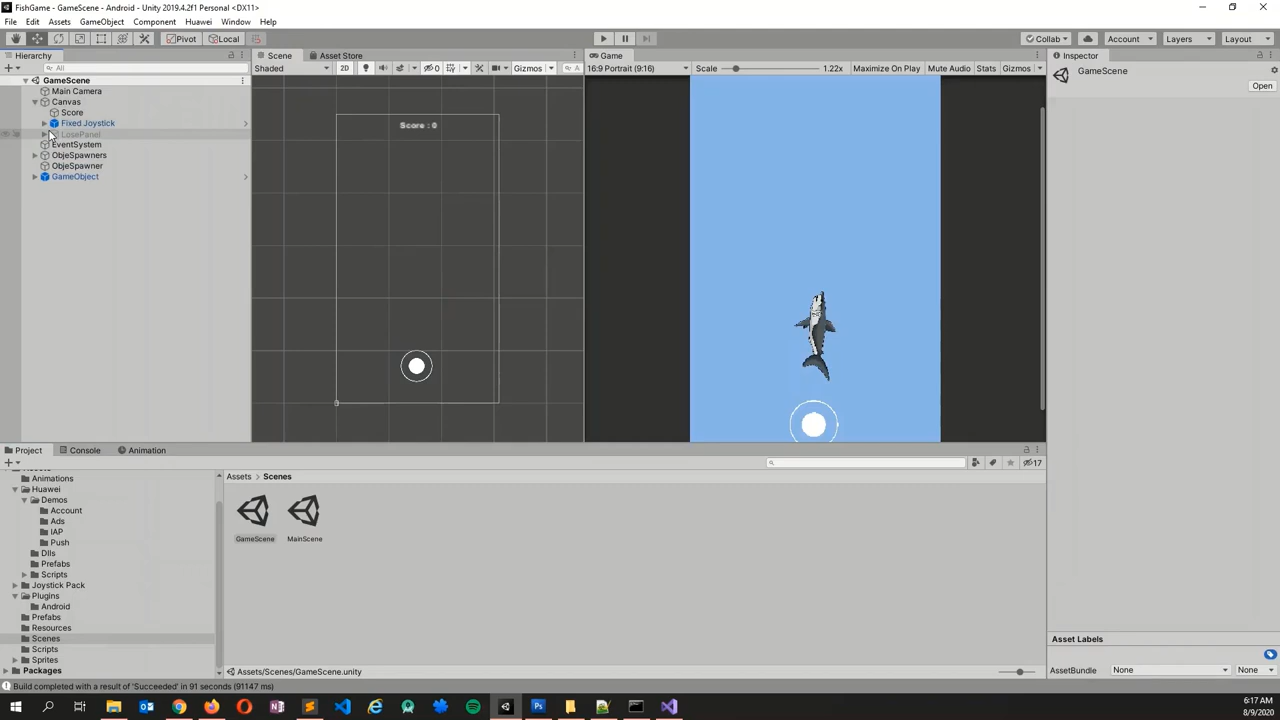 FishGame - GameScene - Android - Unity 2019.4.2f1 Personal <DX11>
File Edit Assets GameObject Component Huawei Window Help
Pivot Local Collab Account Layers Layout
Hierarchy Scene Asset Store Game Inspector
All Shaded 2D 0 Gizmos A 16:9 Portrait (9:16) Scale 1.22x Maximize On Play Mute Audio Stats Gizmos GameScene
Open
GameScene
Main Camera
Canvas
Score
Fixed Joystick
LosePanel
EventSystem
ObjeSpawners
ObjeSpawner
GameObject
Score : 0
Project Console Animation
17
Assets > Scenes
Animations
Huawei
Demos
Account
Ads
IAP
Push
Dlls
Prefabs
Scripts
Joystick Pack
Plugins
Android
Prefabs
Resources
Scenes
Scripts
Sprites
Packages
GameScene MainScene
Assets/Scenes/GameScene.unity
Asset Labels
AssetBundle None None
Build completed with a result of 'Succeeded' in 91 seconds (91147 ms)
6:17 AM
8/9/2020